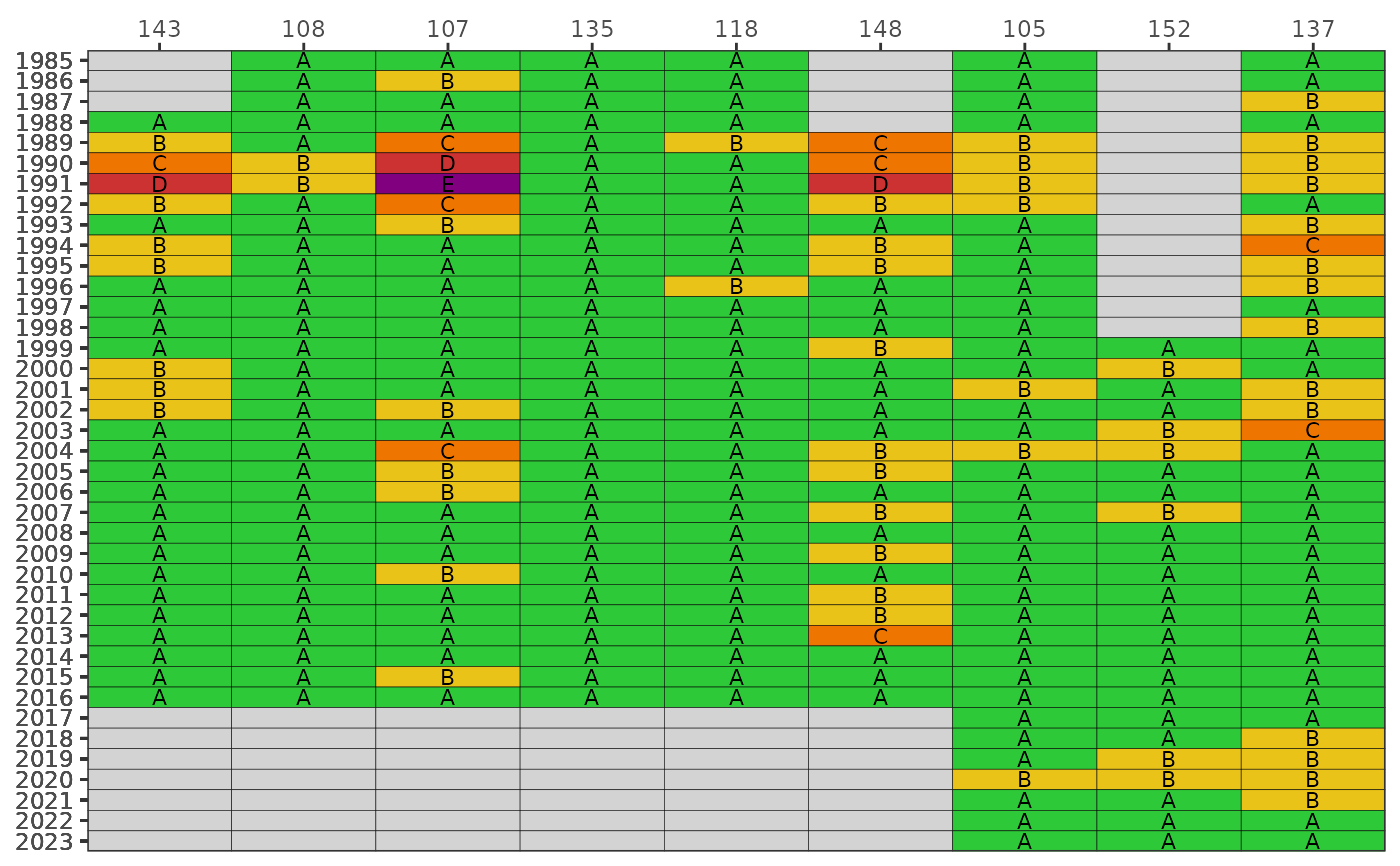 143 108 107 135 118 148 105 152 137
1985 A A A A A A
1986 A B A A A A
1987 A A A A A B
1988 A A A A A A A
1989 B A C A B C B B
1990 C B D A A C B B
1991 D B E A A D B B
1992 B A C A A B B A
1993 A A B A A A A B
1994 B A A A A B A C
1995 B A A A A B A B
1996 A A A A B A A B
1997 A A A A A A A A
1998 A A A A A A A B
1999 A A A A A B A A A
2000 B A A A A A A B A
2001 B A A A A A B A B
2002 B A B A A A A A B
2003 A A A A A A A B C
2004 A A C A A B B B A
2005 A A B A A B A A A
2006 A A B A A A A A A
2007 A A A A A B A B A
2008 A A A A A A A A A
2009 A A A A A B A A A
2010 A A B A A A A A A
2011 A A A A A B A A A
2012 A A A A A B A A A
2013 A A A A A C A A A
2014 A A A A A A A A A
2015 A A B A A A A A A
2016 A A A A A A A A A
2017 A A A
2018 A A B
2019 A B B
2020 B B B
2021 A A B
2022 A A A
2023 A A A